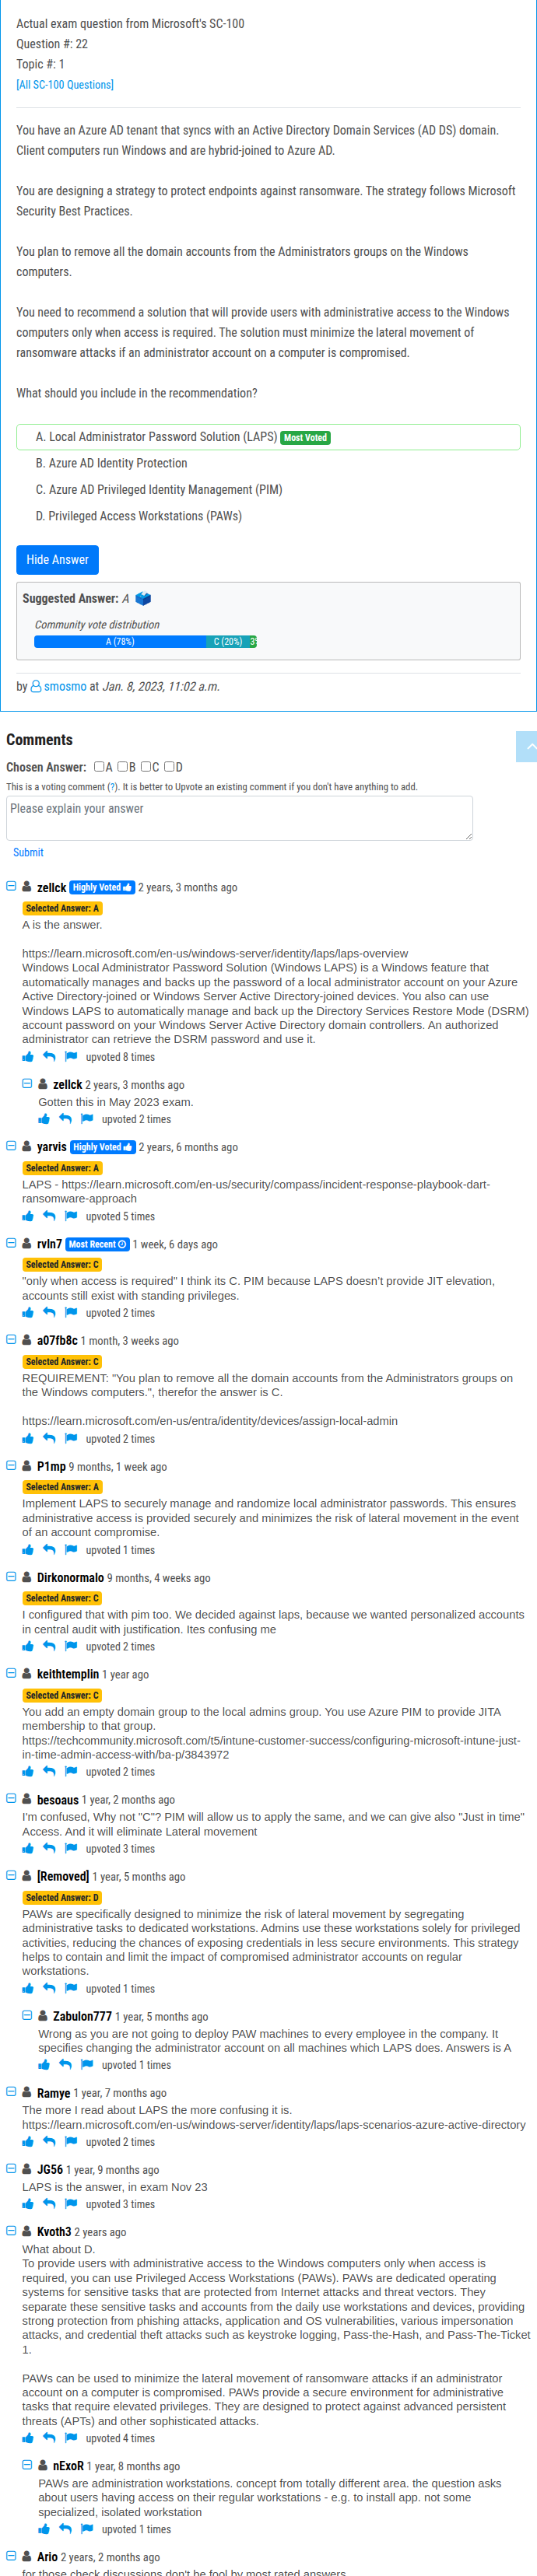 Actual exam question from Microsoft's SC-100
Question #: 22
Topic #: 1
[All SC-100 Questions]
You have an Azure AD tenant that syncs with an Active Directory Domain Services (AD DS) domain.
Client computers run Windows and are hybrid-joined to Azure AD.
You are designing a strategy to protect endpoints against ransomware. The strategy follows Microsoft
Security Best Practices.
You plan to remove all the domain accounts from the Administrators groups on the Windows
computers.
You need to recommend a solution that will provide users with administrative access to the Windows
computers only when access is required. The solution must minimize the lateral movement of
ransomware attacks if an administrator account on a computer is compromised.
What should you include in the recommendation?
A. Local Administrator Password Solution (LAPS) Most Voted
B. Azure AD Identity Protection
C. Azure AD Privileged Identity Management (PIM)
D. Privileged Access Workstations (PAWs)
Hide Answer
Suggested Answer: A
Community vote distribution
A (78%) C (20%) 3
by smosmo at Jan. 8, 2023, 11:02 a.m.
Comments
Chosen Answer: A B C D
This is a voting comment (?). It is better to Upvote an existing comment if you don't have anything to add.
Please explain your answer
Submit
zellck Highly Voted 2 years, 3 months ago
Selected Answer: A
A is the answer.
https://learn.microsoft.com/en-us/windows-server/identity/laps/laps-overview
Windows Local Administrator Password Solution (Windows LAPS) is a Windows feature that
automatically manages and backs up the password of a local administrator account on your Azure
Active Directory-joined or Windows Server Active Directory-joined devices. You also can use
Windows LAPS to automatically manage and back up the Directory Services Restore Mode (DSRM)
account password on your Windows Server Active Directory domain controllers. An authorized
administrator can retrieve the DSRM password and use it.
upvoted 8 times
zellck 2 years, 3 months ago
Gotten this in May 2023 exam.
upvoted 2 times
yarvis Highly Voted 2 years, 6 months ago
Selected Answer: A
LAPS - https://learn.microsoft.com/en-us/security/compass/incident-response-playbook-dart-
ransomware-approach
upvoted 5 times
rvln7 Most Recent 1 week, 6 days ago
Selected Answer: C
"only when access is required" I think its C. PIM because LAPS doesn't provide JIT elevation,
accounts still exist with standing privileges.
upvoted 2 times
a07fb8c 1 month, 3 weeks ago
Selected Answer: C
REQUIREMENT: "You plan to remove all the domain accounts from the Administrators groups on
the Windows computers.", therefor the answer is C.
https://learn.microsoft.com/en-us/entra/identity/devices/assign-local-admin
upvoted 2 times
P1mp 9 months, 1 week ago
Selected Answer: A
Implement LAPS to securely manage and randomize local administrator passwords. This ensures
administrative access is provided securely and minimizes the risk of lateral movement in the event
of an account compromise.
upvoted 1 times
Dirkonormalo 9 months, 4 weeks ago
Selected Answer: C
I configured that with pim too. We decided against laps, because we wanted personalized accounts
in central audit with justification. Ites confusing me
upvoted 2 times
keithtemplin 1 year ago
Selected Answer: C
You add an empty domain group to the local admins group. You use Azure PIM to provide JITA
membership to that group.
https://techcommunity.microsoft.com/t5/intune-customer-success/configuring-microsoft-intune-just-
in-time-admin-access-with/ba-p/3843972
upvoted 2 times
besoaus 1 year, 2 months ago
I'm confused, Why not "C"? PIM will allow us to apply the same, and we can give also "Just in time"
Access. And it will eliminate Lateral movement
upvoted 3 times
[Removed] 1 year, 5 months ago
Selected Answer: D
PAWs are specifically designed to minimize the risk of lateral movement by segregating
administrative tasks to dedicated workstations. Admins use these workstations solely for privileged
activities, reducing the chances of exposing credentials in less secure environments. This strategy
helps to contain and limit the impact of compromised administrator accounts on regular
workstations.
upvoted 1 times
Zabulon777 1 year, 5 months ago
Wrong as you are not going to deploy PAW machines to every employee in the company. It
specifies changing the administrator account on all machines which LAPS does. Answers is A
upvoted 1 times
Ramye 1 year, 7 months ago
The more I read about LAPS the more confusing it is.
https://learn.microsoft.com/en-us/windows-server/identity/laps/laps-scenarios-azure-active-directory
upvoted 2 times
JG56 1 year, 9 months ago
LAPS is the answer, in exam Nov 23
upvoted 3 times
Kvoth3 2 years ago
What about D.
To provide users with administrative access to the Windows computers only when access is
required, you can use Privileged Access Workstations (PAWs). PAWs are dedicated operating
systems for sensitive tasks that are protected from Internet attacks and threat vectors. They
separate these sensitive tasks and accounts from the daily use workstations and devices, providing
strong protection from phishing attacks, application and OS vulnerabilities, various impersonation
attacks, and credential theft attacks such as keystroke logging, Pass-the-Hash, and Pass-The-Ticket
1.
PAWs can be used to minimize the lateral movement of ransomware attacks if an administrator
account on a computer is compromised. PAWs provide a secure environment for administrative
tasks that require elevated privileges. They are designed to protect against advanced persistent
threats (APTs) and other sophisticated attacks.
upvoted 4 times
nExoR 1 year, 8 months ago
PAWs are administration workstations. concept from totally different area. the question asks
about users having access on their regular workstations - e.g. to install app. not some
specialized, isolated workstation
upvoted 1 times
Ario 2 years, 2 months ago
for those check discussions don't be fool by most rated answers